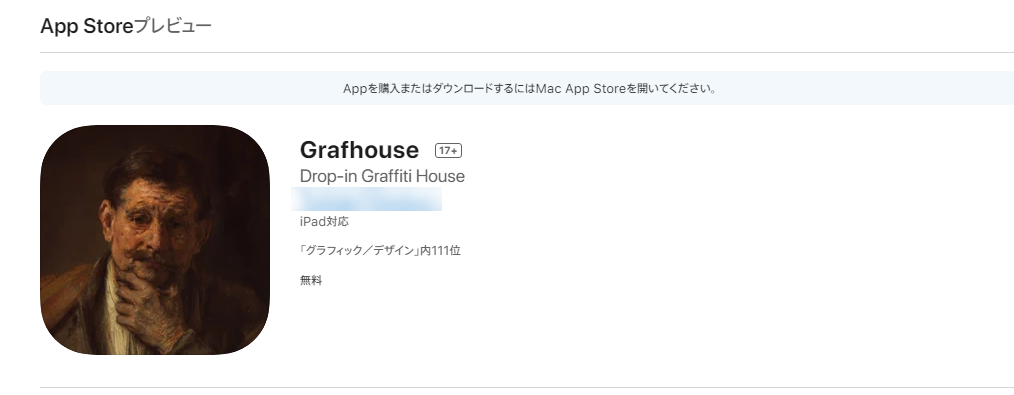 App Storeプレビュー
Appを購入またはダウンロードするにはMac App Storeを開いてください。
Grafhouse 17+
Drop-in Graffiti House
iPad対応
「グラフィック／デザイン」内111位
無料